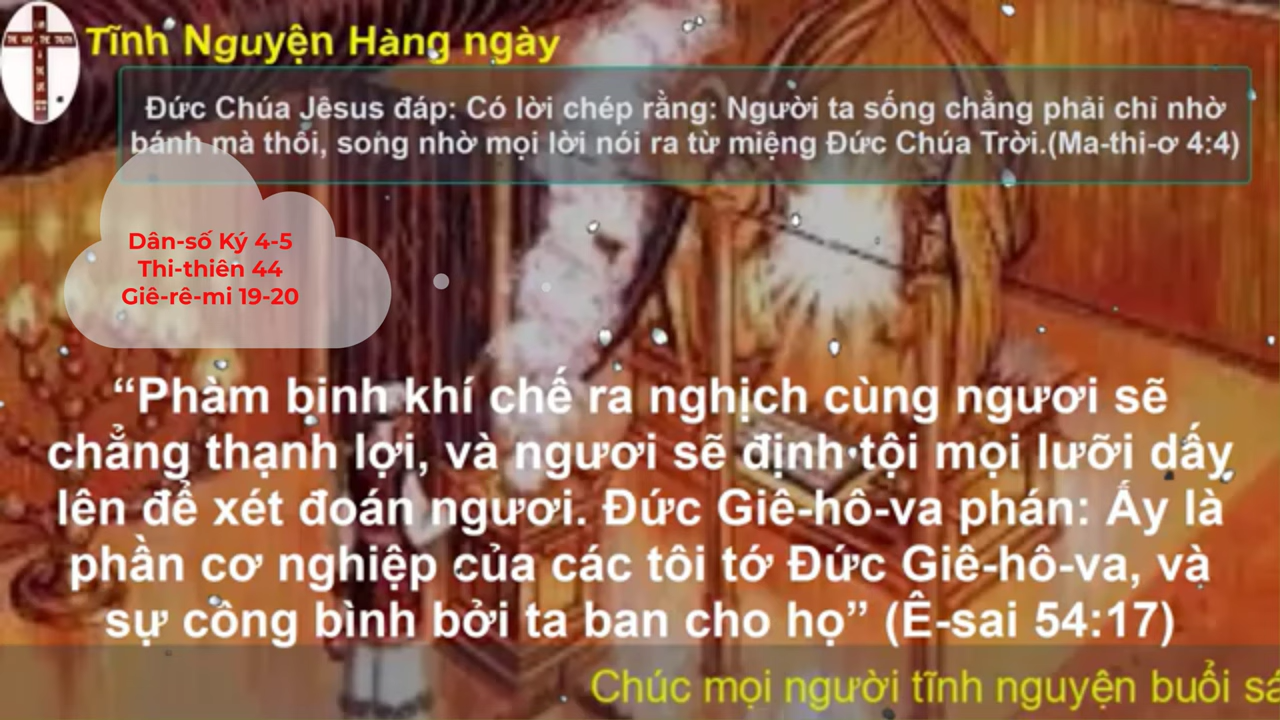 THE WAY THE TRUTH
Tĩnh Nguyện Hàng ngày
Đức Chúa Jêsus đáp: Có lời chép rằng: Người ta sống chẳng phải chỉ nhờ
bánh mà thôi, song nhờ mọi lời nói ra từ miệng Đức Chúa Trời.(Ma-thi-ơ 4:4)
Dân-số Ký 4-5
Thi-thiên 44
Giê-rê-mi 19-20
“Phàm binh khí chế ra nghịch cùng ngươi sẽ
chẳng thạnh lợi, và ngươi sẽ định tội mọi lưỡi dấy
lên để xét đoán ngươi. Đức Giê-hô-va phán: Ấy là
phần cơ nghiệp của các tôi tớ Đức Giê-hô-va, và
sự công bình bởi ta ban cho họ” (Ê-sai 54:17)
Chúc mọi người tĩnh nguyện buổi sá